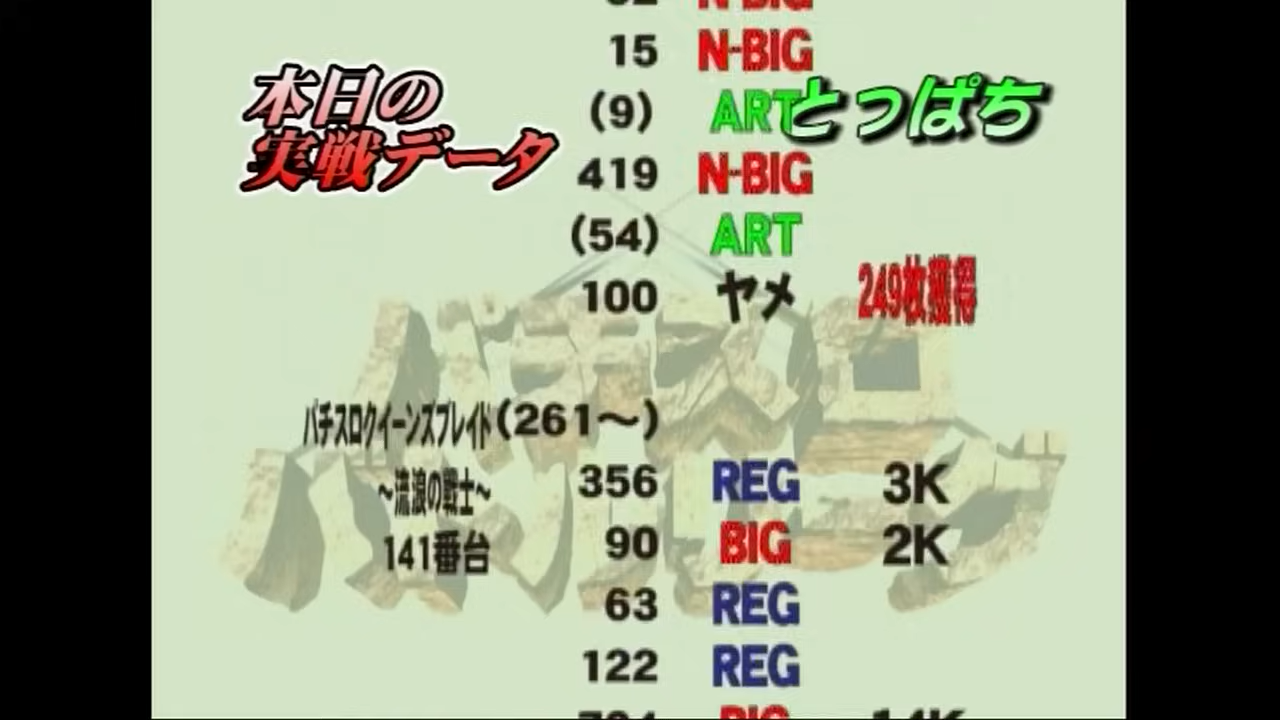 15 N-BIG
本日の
実戦データ
とっぱち
(9) ART
419 N-BIG
(54) ART
100 ヤメ 249枚獲得
パチスロクイーンズブレイド(261～)
～流浪の戦士～ 356 REG 3K
141番台 90 BIG 2K
63 REG
122 REG